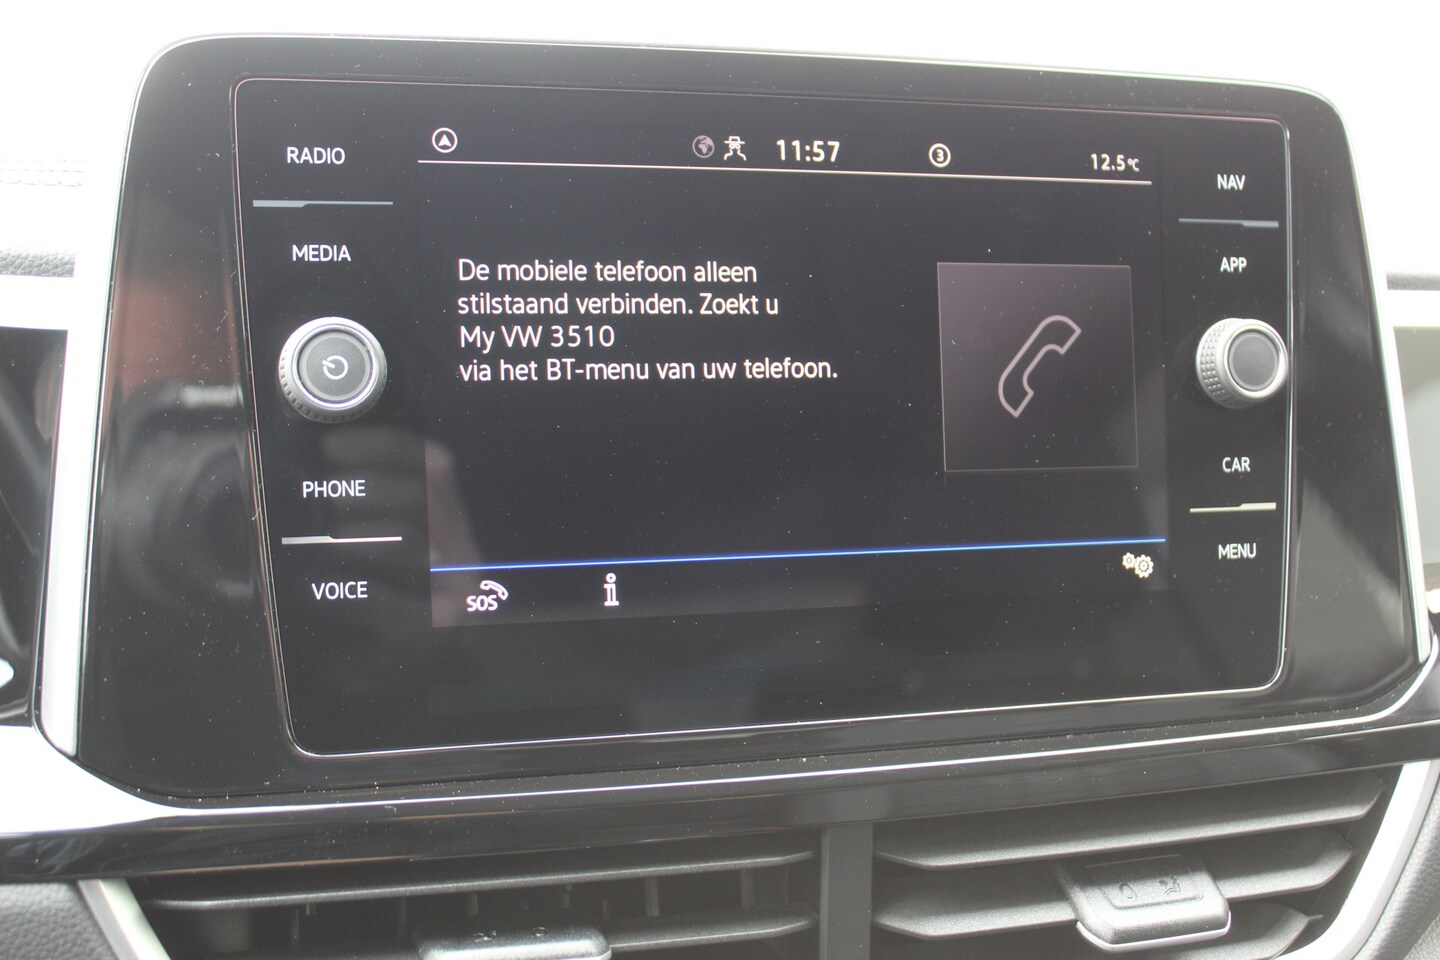 RADIO
MEDIA
PHONE
VOICE
11:57
3
12.5°C
De mobiele telefoon alleen
stilstaand verbinden. Zoekt u
My VW 3510
via het BT-menu van uw telefoon.
SOS
i
NAV
APP
CAR
MENU